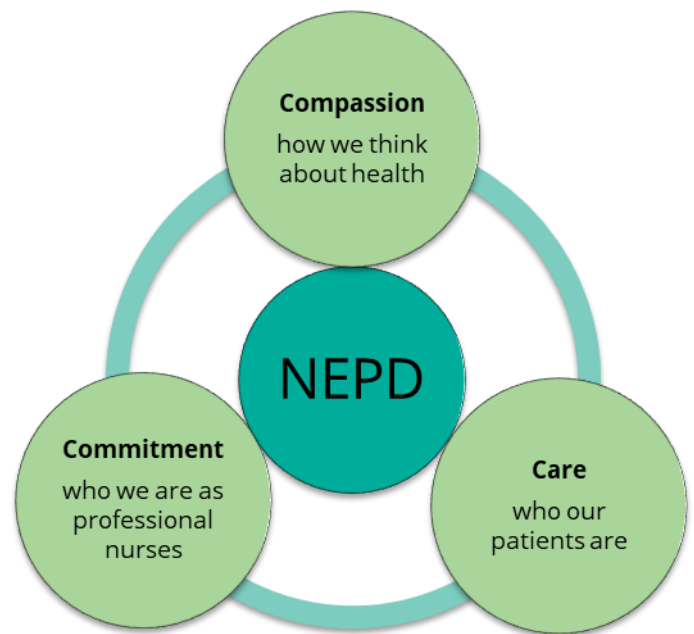 Compassion
how we think
about health
NEPD
Commitment
who we are as
professional
nurses
Care
who our
patients are